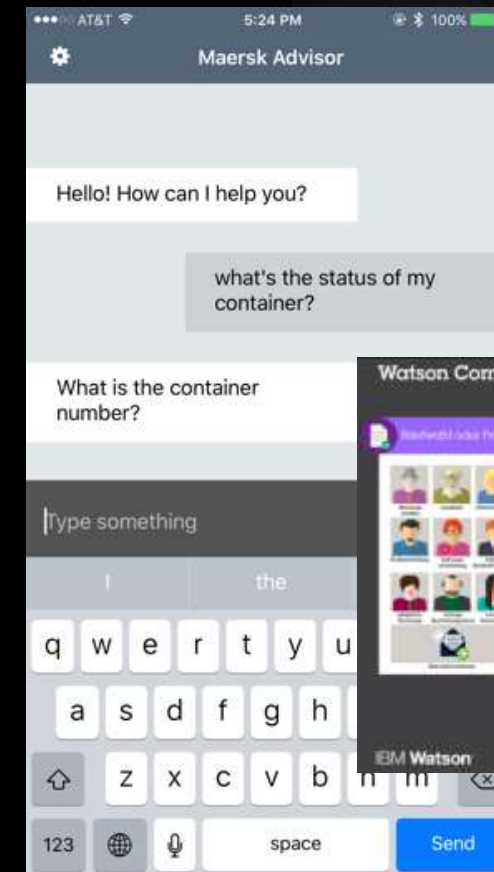 AT&T 5:24 PM 100%
Maersk Advisor
Hello! How can I help you?
what's the status of my
container?
What is the container
number?
Type something
I the
q w e r t y u
a s d f g h
z x c v b n m
123 space Send
Watson Com
IBM Watson